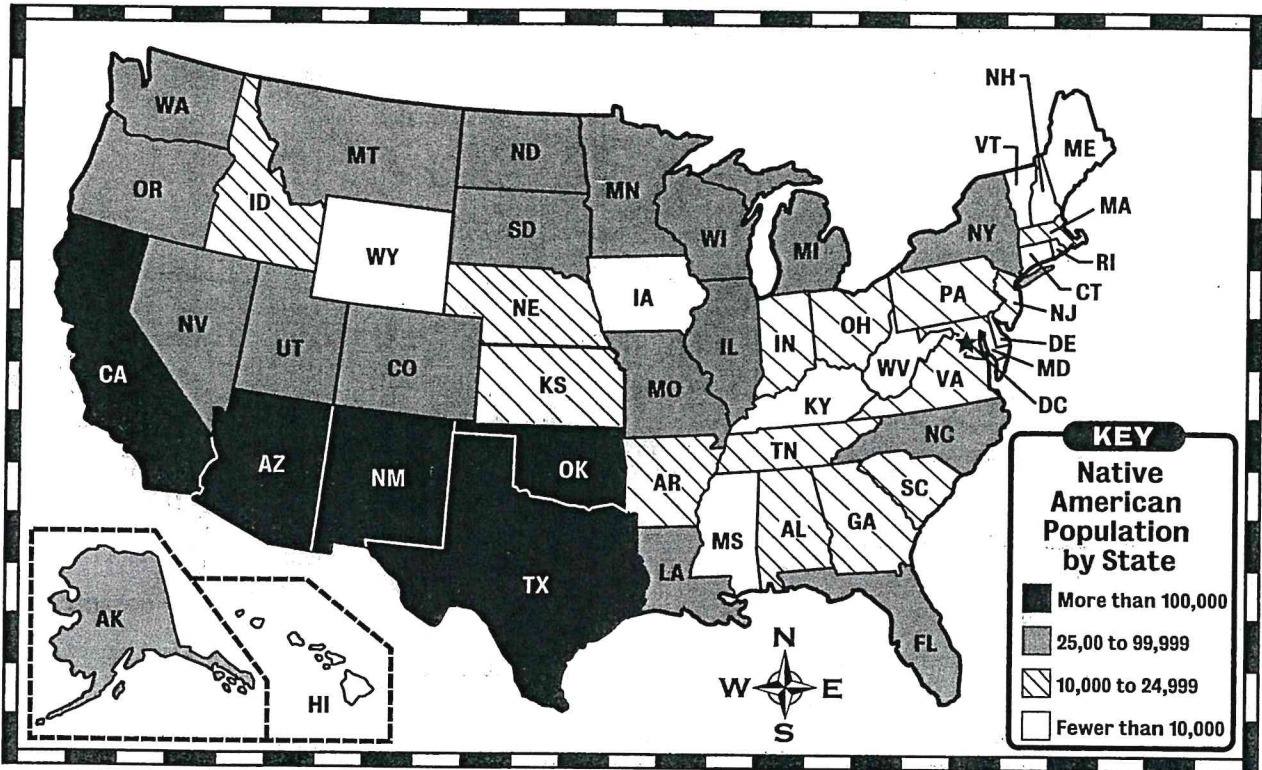 NH
VT
ME
WA
MT
ND
MN
OR
ID
MA
SD
WI
NY
MI
WY
RI
CT
PA
IA
NE
NJ
OH
IN
NV
IL
DE
UT
WV
MD
CO
VA
CA
KS
MO
DC
KY
NC
TN
AZ
OK
NM
AR
SC
GA
MS
AL
TX
LA
AK
FL
HI
N
W E
S
KEY
Native
American
Population
by State
More than 100,000
25,00 to 99,999
10,000 to 24,999
Fewer than 10,000